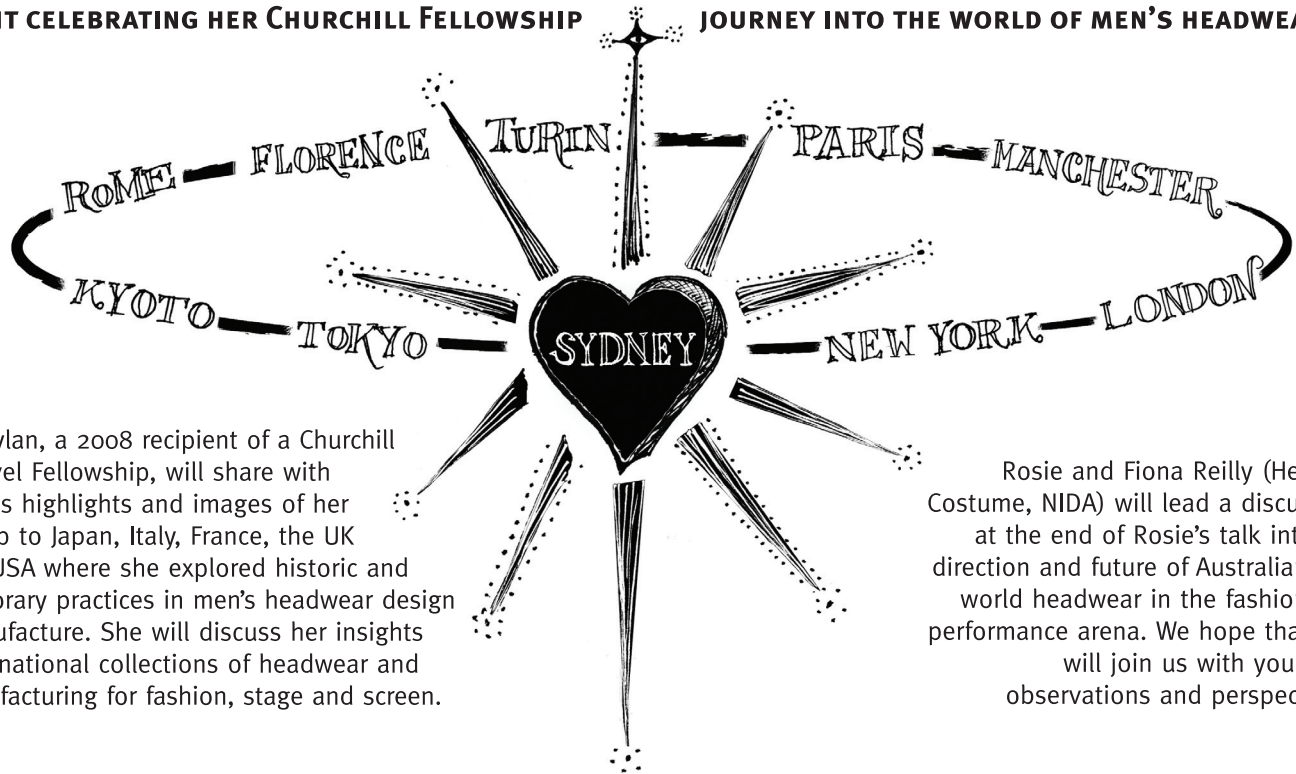 CELEBRATING HER CHURCHILL FELLOWSHIP JOURNEY INTO THE WORLD OF MEN'S HEADWEA
ROME FLORENCE TURIN PARIS MANCHESTER
KYOTO TOKYO SYDNEY NEW YORK LONDON
ylan, a 2008 recipient of a Churchill
vel Fellowship, will share with
s highlights and images of her
p to Japan, Italy, France, the UK
USA where she explored historic and
orary practices in men's headwear design
ufacture. She will discuss her insights
rnational collections of headwear and
facturing for fashion, stage and screen.
Rosie and Fiona Reilly (He
Costume, NIDA) will lead a discu
at the end of Rosie's talk int
direction and future of Australia
world headwear in the fashion
performance arena. We hope tha
will join us with you
observations and perspec